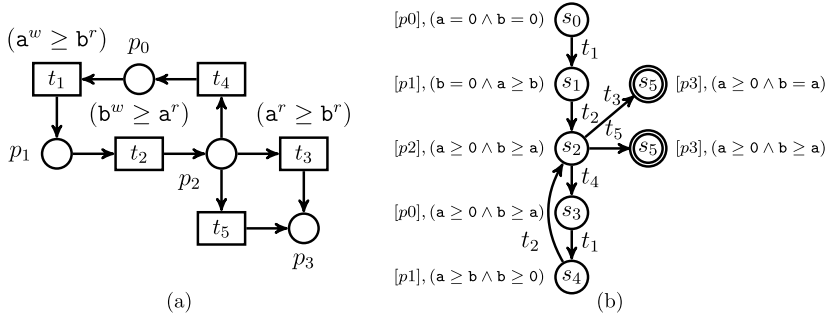 (a^w ≥ b^r)
p_0
t_1
t_4
(b^w ≥ a^r)
(a^r ≥ b^r)
p_1
t_2
p_2
t_3
t_5
p_3
(a)
[p0], (a = 0 ∧ b = 0)
s_0
t_1
[p1], (b = 0 ∧ a ≥ b)
s_1
t_3
s_5
[p3], (a ≥ 0 ∧ b = a)
t_2
t_5
[p2], (a ≥ 0 ∧ b ≥ a)
s_2
s_5
[p3], (a ≥ 0 ∧ b ≥ a)
t_4
[p0], (a ≥ 0 ∧ b ≥ a)
s_3
t_2
t_1
[p1], (a ≥ b ∧ b ≥ 0)
s_4
(b)